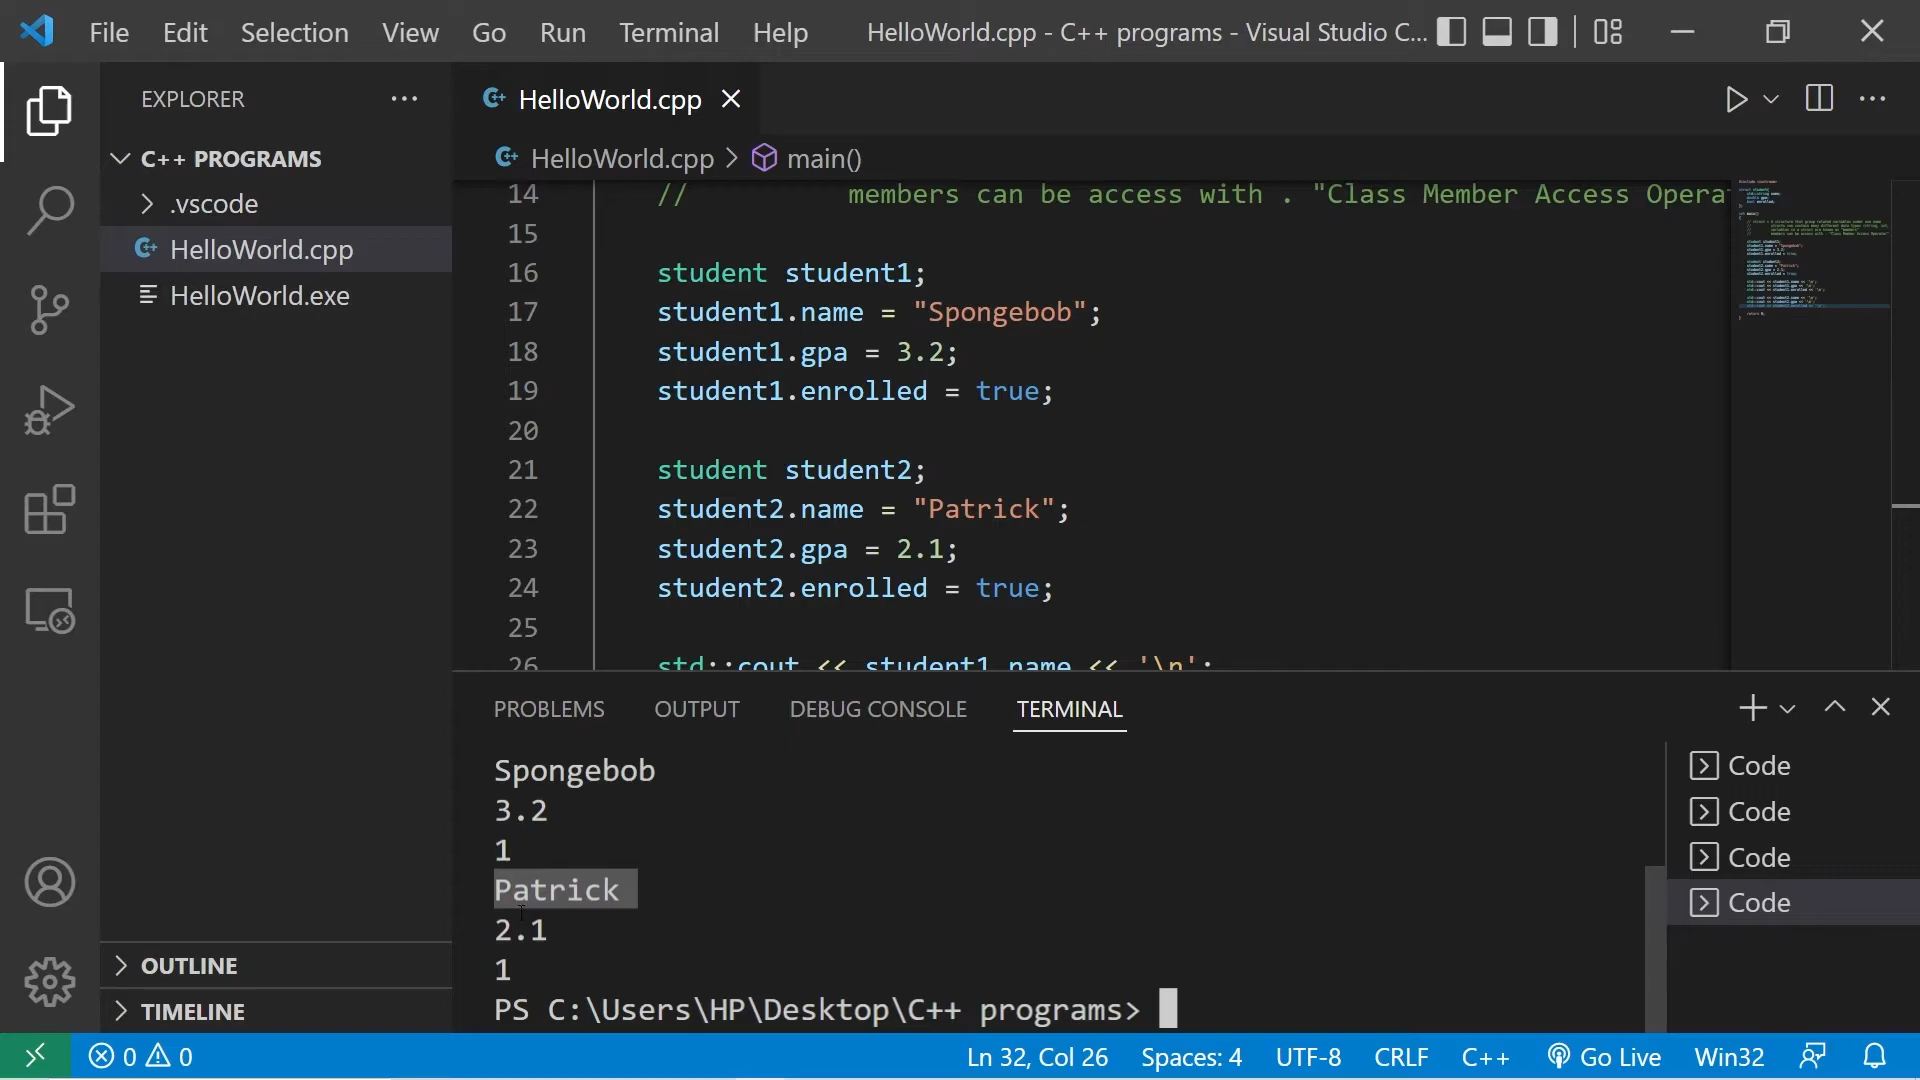 File Edit Selection View Go Run Terminal Help HelloWorld.cpp - C++ programs - Visual Studio C...
EXPLORER
C++ PROGRAMS
.vscode
HelloWorld.cpp
HelloWorld.exe
OUTLINE
TIMELINE
HelloWorld.cpp
HelloWorld.cpp > main()
14 // members can be access with . "Class Member Access Opera
15
16 student student1;
17 student1.name = "Spongebob";
18 student1.gpa = 3.2;
19 student1.enrolled = true;
20
21 student student2;
22 student2.name = "Patrick";
23 student2.gpa = 2.1;
24 student2.enrolled = true;
25
26 std::cout << student1.name << '\n';
PROBLEMS OUTPUT DEBUG CONSOLE TERMINAL
Spongebob
3.2
1
Patrick
2.1
1
PS C:\Users\HP\Desktop\C++ programs>
Code
Code
Code
Code
0 0 Ln 32, Col 26 Spaces: 4 UTF-8 CRLF C++ Go Live Win32